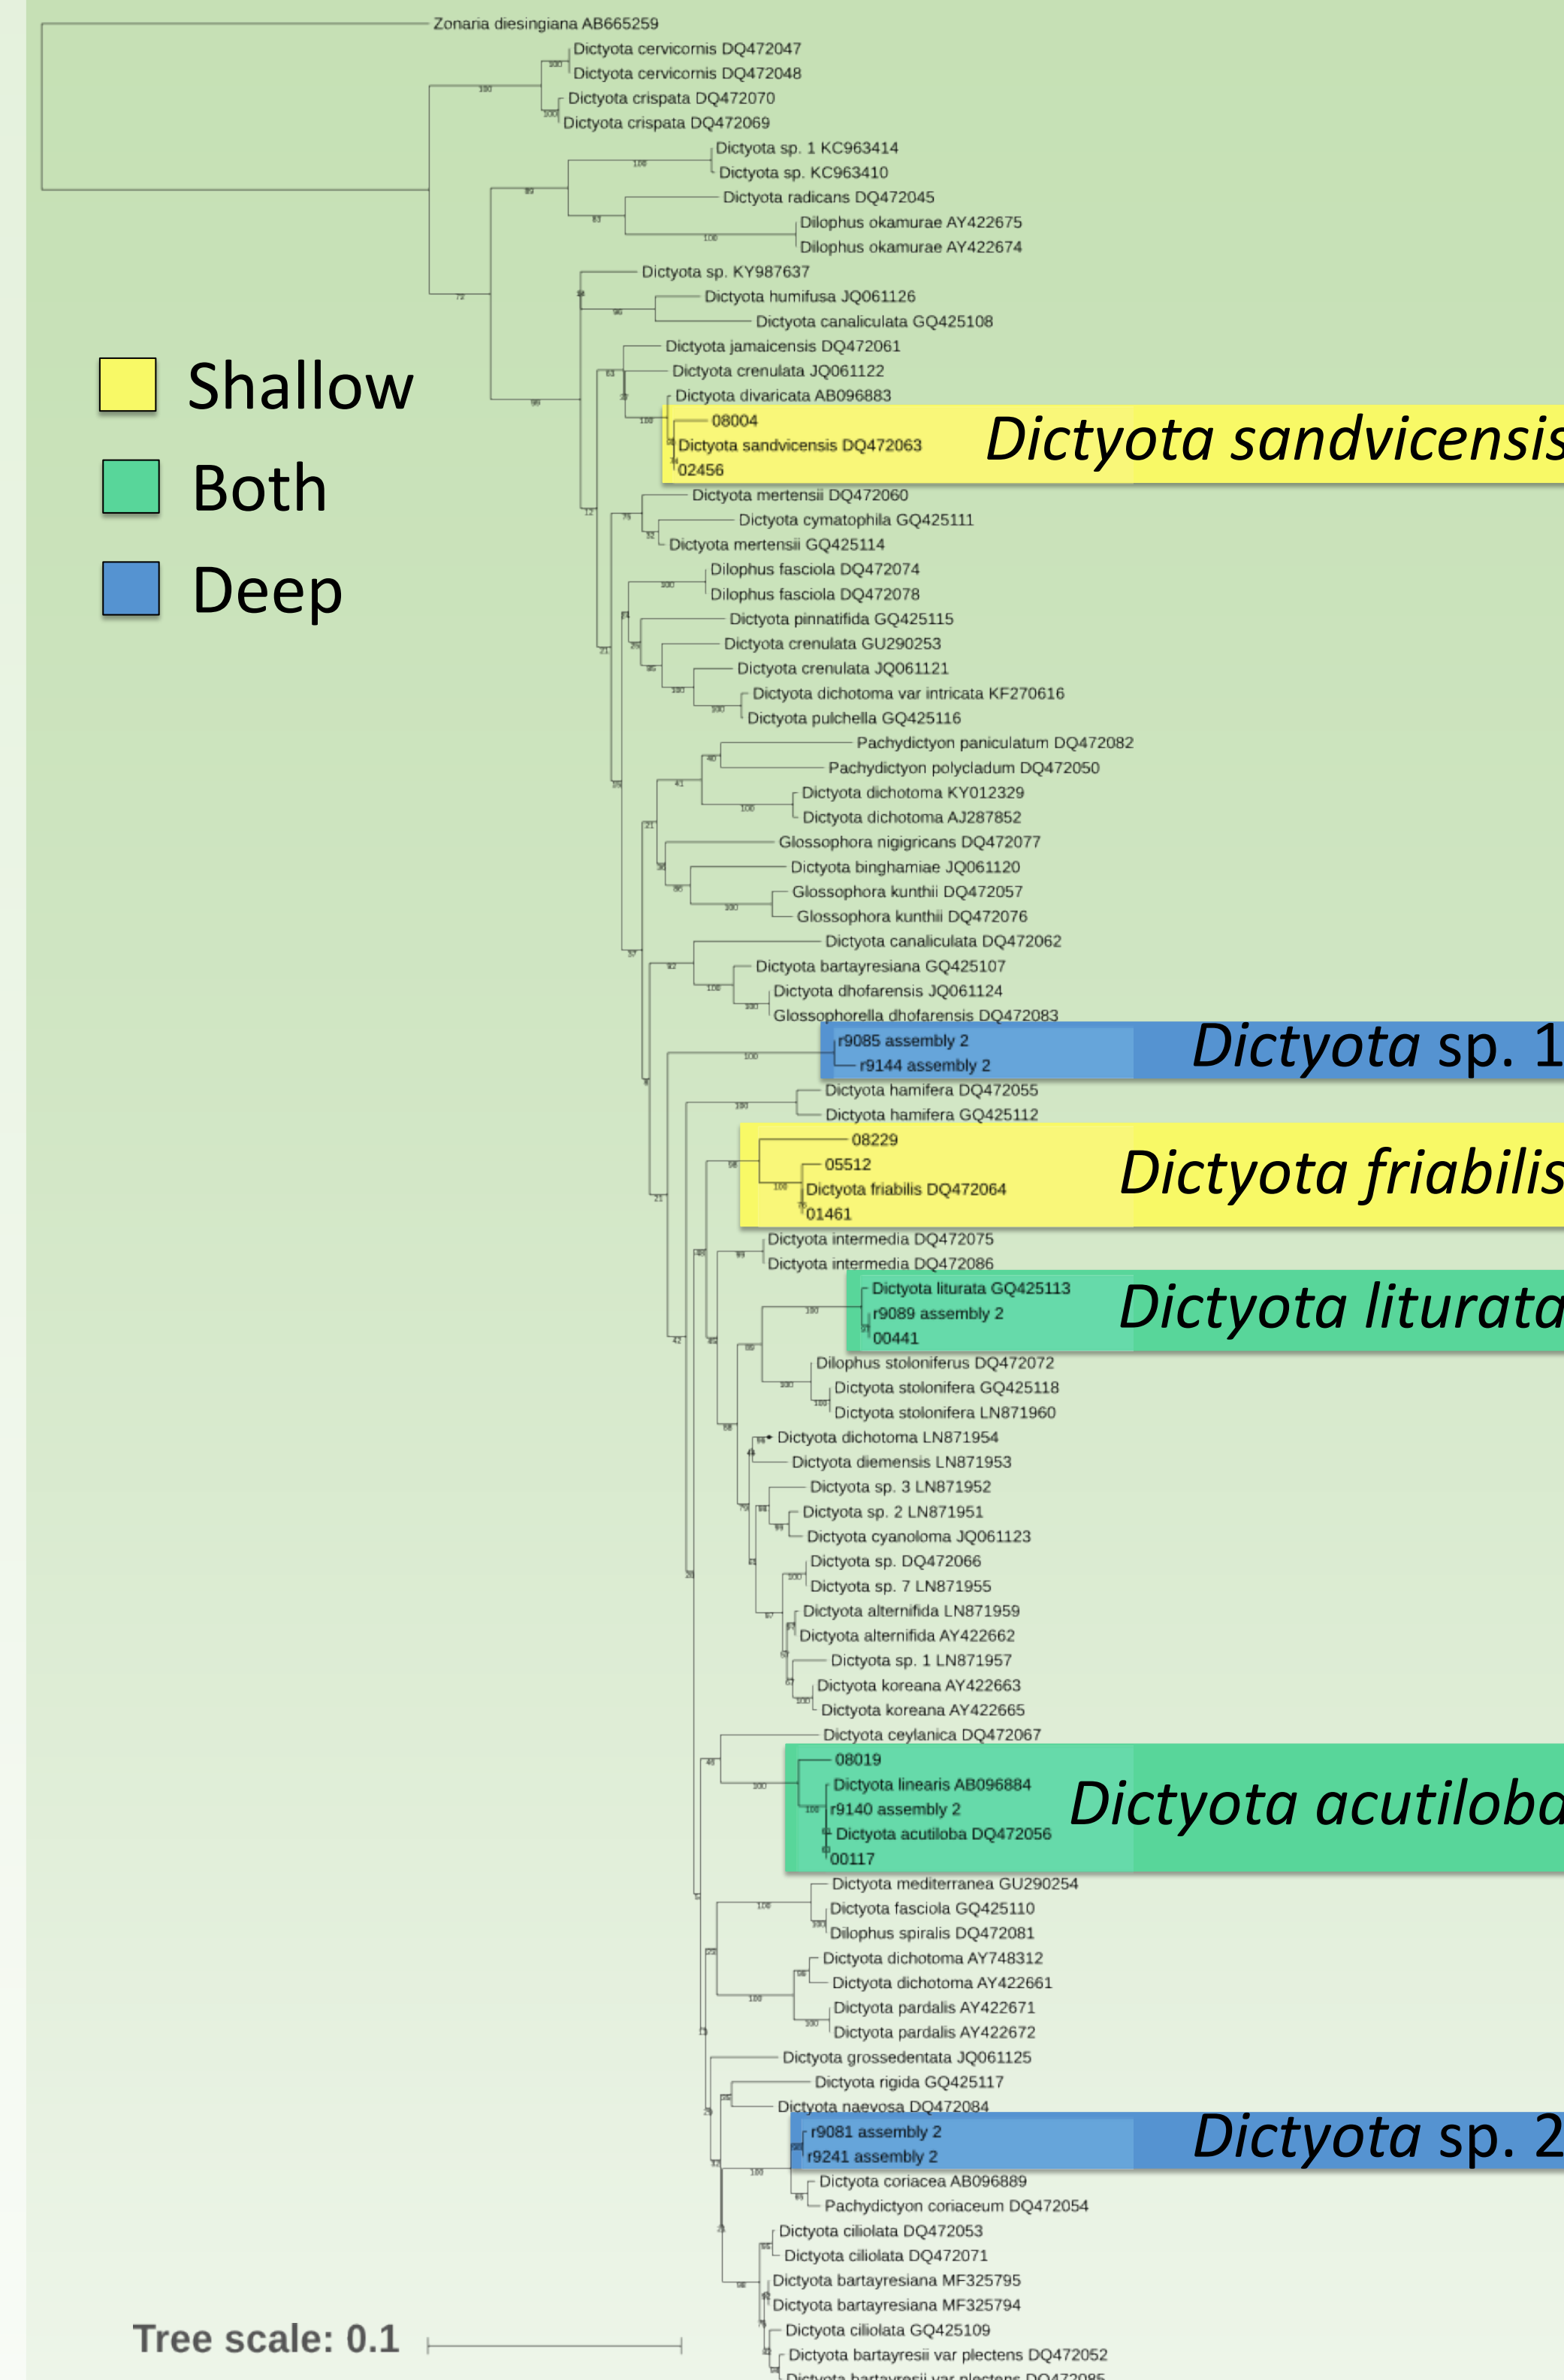 Zonaria diesingiana AB665259
Dictyota cervicornis DQ472047
Dictyota cervicornis DQ472048
Dictyota crispata DQ472070
Dictyota crispata DQ472069
Dictyota sp. 1 KC963414
Dictyota sp. KC963410
Dictyota radicans DQ472045
Dilophus okamurae AY422675
Dilophus okamurae AY422674
Dictyota sp. KY987637
Dictyota humifusa JQ061126
Dictyota canaliculata GQ425108
Dictyota jamaicensis DQ472061
Shallow
Dictyota crenulata JQ061122
Dictyota divaricata AB096883
08004
Dictyota sandvicensis
Dictyota sandvicensis DQ472063
02456
Both
Dictyota mertensii DQ472060
Dictyota cymatophila GQ425111
Dictyota mertensii GQ425114
Dilophus fasciola DQ472074
Deep
Dilophus fasciola DQ472078
Dictyota pinnatifida GQ425115
Dictyota crenulata GU290253
Dictyota crenulata JQ061121
Dictyota dichotoma var intricata KF270616
Dictyota pulchella GQ425116
Pachydictyon paniculatum DQ472082
Pachydictyon polycladum DQ472050
Dictyota dichotoma KY012329
Dictyota dichotoma AJ287852
Glossophora nigigricans DQ472077
Dictyota binghamiae JQ061120
Glossophora kunthii DQ472057
Glossophora kunthii DQ472076
Dictyota canaliculata DQ472062
Dictyota bartayresiana GQ425107
Dictyota dhofarensis JQ061124
Glossophorella dhofarensis DQ472083
r9085 assembly 2
Dictyota sp. 1
r9144 assembly 2
Dictyota hamifera DQ472055
Dictyota hamifera GQ425112
08229
05512
Dictyota friabilis
Dictyota friabilis DQ472064
01461
Dictyota intermedia DQ472075
Dictyota intermedia DQ472086
Dictyota liturata GQ425113
Dictyota liturata
r9089 assembly 2
00441
Dilophus stoloniferus DQ472072
Dictyota stolonifera GQ425118
Dictyota stolonifera LN871960
Dictyota dichotoma LN871954
Dictyota diemensis LN871953
Dictyota sp. 3 LN871952
Dictyota sp. 2 LN871951
Dictyota cyanoloma JQ061123
Dictyota sp. DQ472066
Dictyota sp. 7 LN871955
Dictyota alternifida LN871959
Dictyota alternifida AY422662
Dictyota sp. 1 LN871957
Dictyota koreana AY422663
Dictyota koreana AY422665
Dictyota ceylanica DQ472067
08019
Dictyota linearis AB096884
Dictyota acutiloba
r9140 assembly 2
Dictyota acutiloba DQ472056
00117
Dictyota mediterranea GU290254
Dictyota fasciola GQ425110
Dilophus spiralis DQ472081
Dictyota dichotoma AY748312
Dictyota dichotoma AY422661
Dictyota pardalis AY422671
Dictyota pardalis AY422672
Dictyota grossedentata JQ061125
Dictyota rigida GQ425117
Dictyota naevosa DQ472084
r9081 assembly 2
Dictyota sp. 2
r9241 assembly 2
Dictyota coriacea AB096889
Pachydictyon coriaceum DQ472054
Dictyota ciliolata DQ472053
Dictyota ciliolata DQ472071
Dictyota bartayresiana MF325795
Dictyota bartayresiana MF325794
Dictyota ciliolata GQ425109
Tree scale: 0.1
Dictyota bartayresii var plectens DQ472052
Dictyota bartayresii var plectens DQ472085